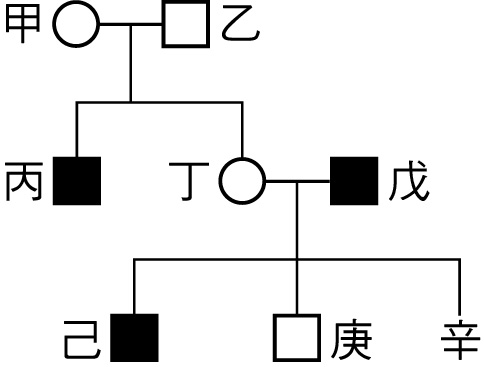 甲 乙
丙 丁 戊
己 庚 辛